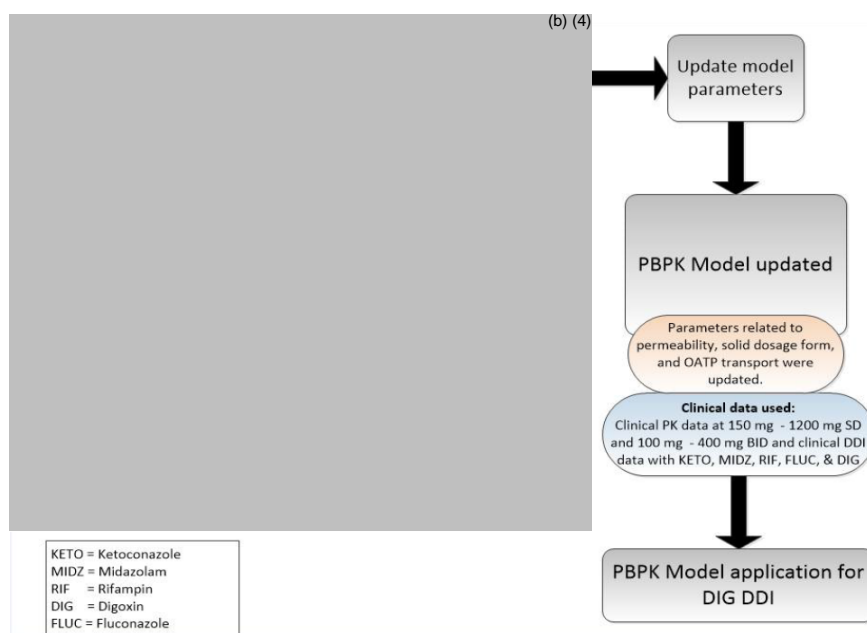 (b) (4)
Update model
parameters
PBPK Model updated
Parameters related to
permeability, solid dosage form,
and OATP transport were
updated.
Clinical data used:
Clinical PK data at 150 mg - 1200 mg SD
and 100 mg - 400 mg BID and clinical DDI
data with KETO, MIDZ, RIF, FLUC, & DIG
PBPK Model application for
DIG DDI
KETO = Ketoconazole
MIDZ = Midazolam
RIF = Rifampin
DIG = Digoxin
FLUC = Fluconazole